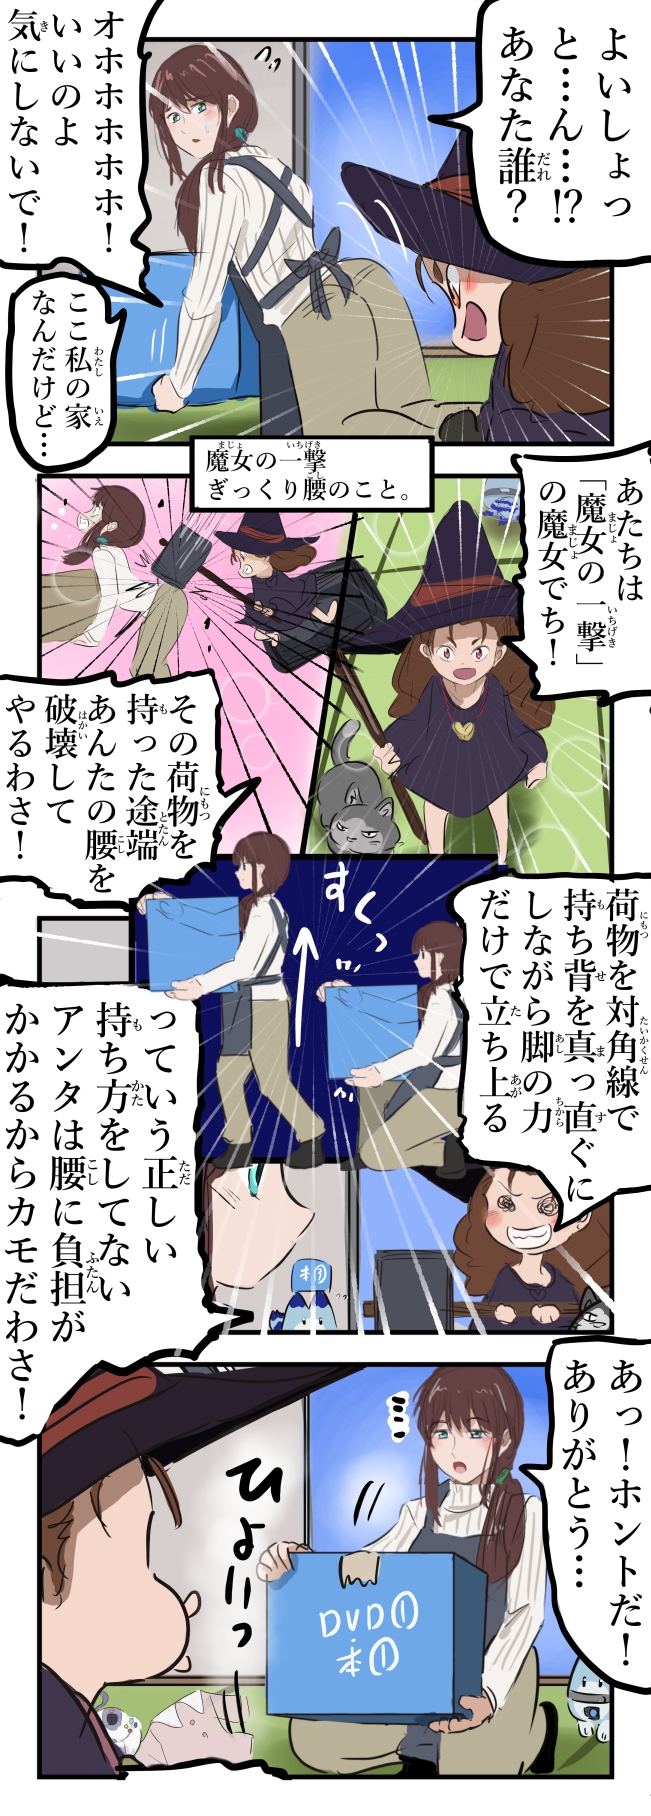 よいしょっ
と…ん…⁉
あなた誰？
オホホホホホ！
いいのよ
気にしないで！
ここ私の家
なんだけど…
魔女の一撃
ぎっくり腰のこと。
あたちは
「魔女の一撃」
の魔女でち！
その荷物を
持った途端
あんたの腰を
破壊して
やるわさ！
すくっ
荷物を対角線で
持ち背を真っ直ぐに
しながら脚の力
だけで立ち上る
っていう正しい
持ち方をしてない
アンタは腰に負担が
かかるからカモだわさ！
本①
あっ！ホントだ！
ありがとう…
ひょいっ
DVD①
本①